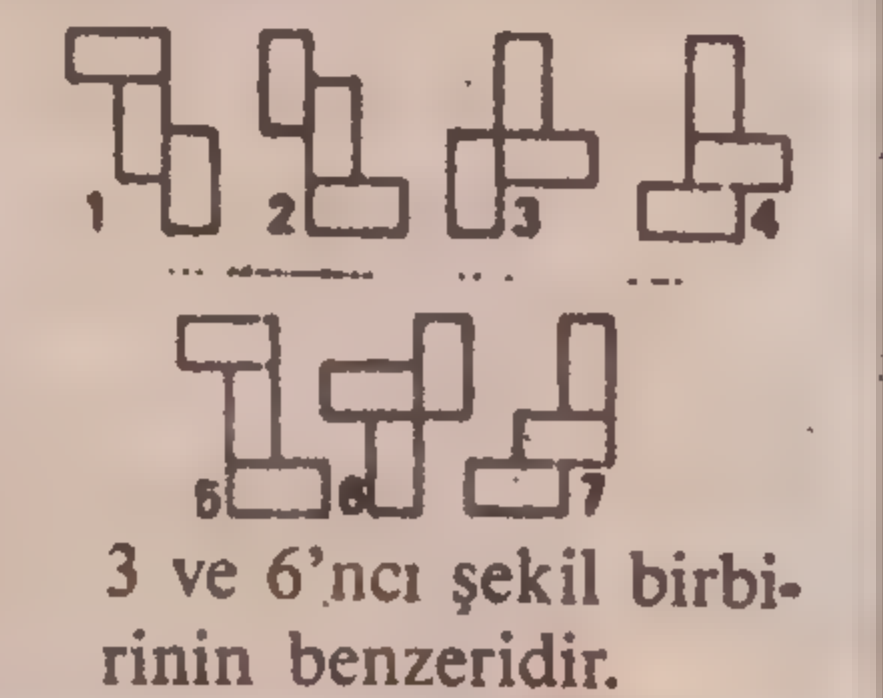 1 2 3 4
5 6 7
3 ve 6’ncı şekil birbi-
rinin benzeridir.